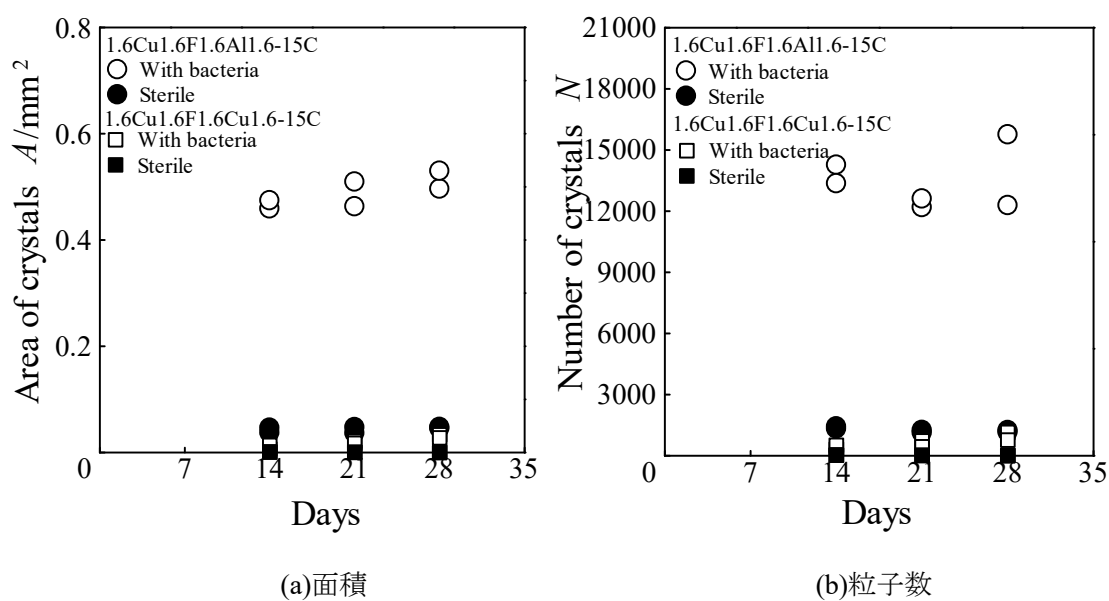 0.8
0.6
0.4
0.2
0
Area of crystals A/mm²
1.6Cu1.6F1.6Al1.6-15C
With bacteria
Sterile
1.6Cu1.6F1.6Cu1.6-15C
With bacteria
Sterile
7 14 21 28 35
Days
(a)面積
21000
18000
15000
12000
9000
6000
3000
0
Number of crystals N
1.6Cu1.6F1.6Al1.6-15C
With bacteria
Sterile
1.6Cu1.6F1.6Cu1.6-15C
With bacteria
Sterile
7 14 21 28 35
Days
(b)粒子数